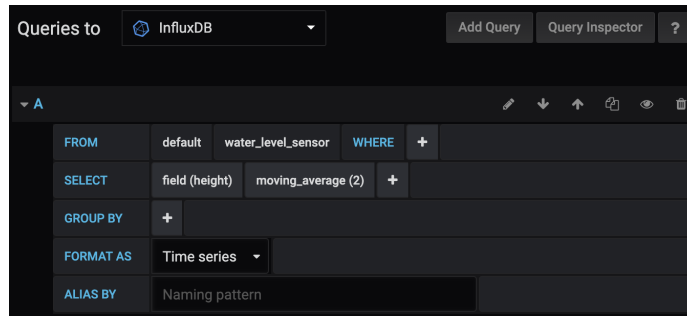 Queries to InfluxDB Add Query Query Inspector ?
A
FROM default water_level_sensor WHERE +
SELECT field (height) moving_average (2) +
GROUP BY +
FORMAT AS Time series
ALIAS BY Naming pattern